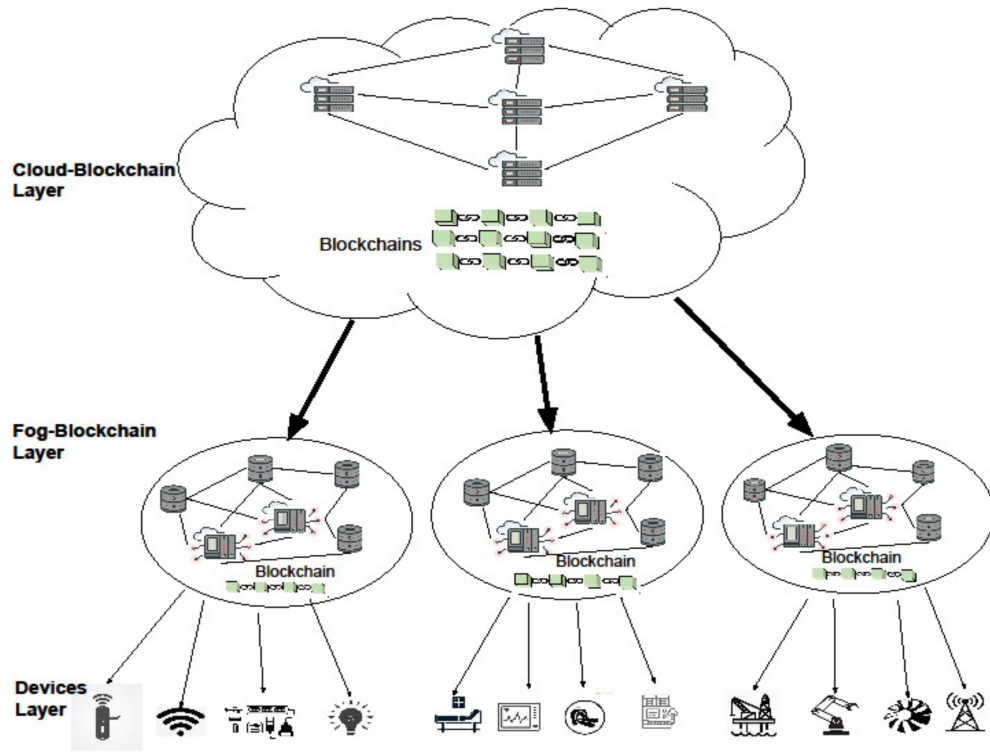 Cloud-Blockchain
Layer
Blockchains
Fog-Blockchain
Layer
Blockchain
Blockchain
Blockchain
Devices
Layer